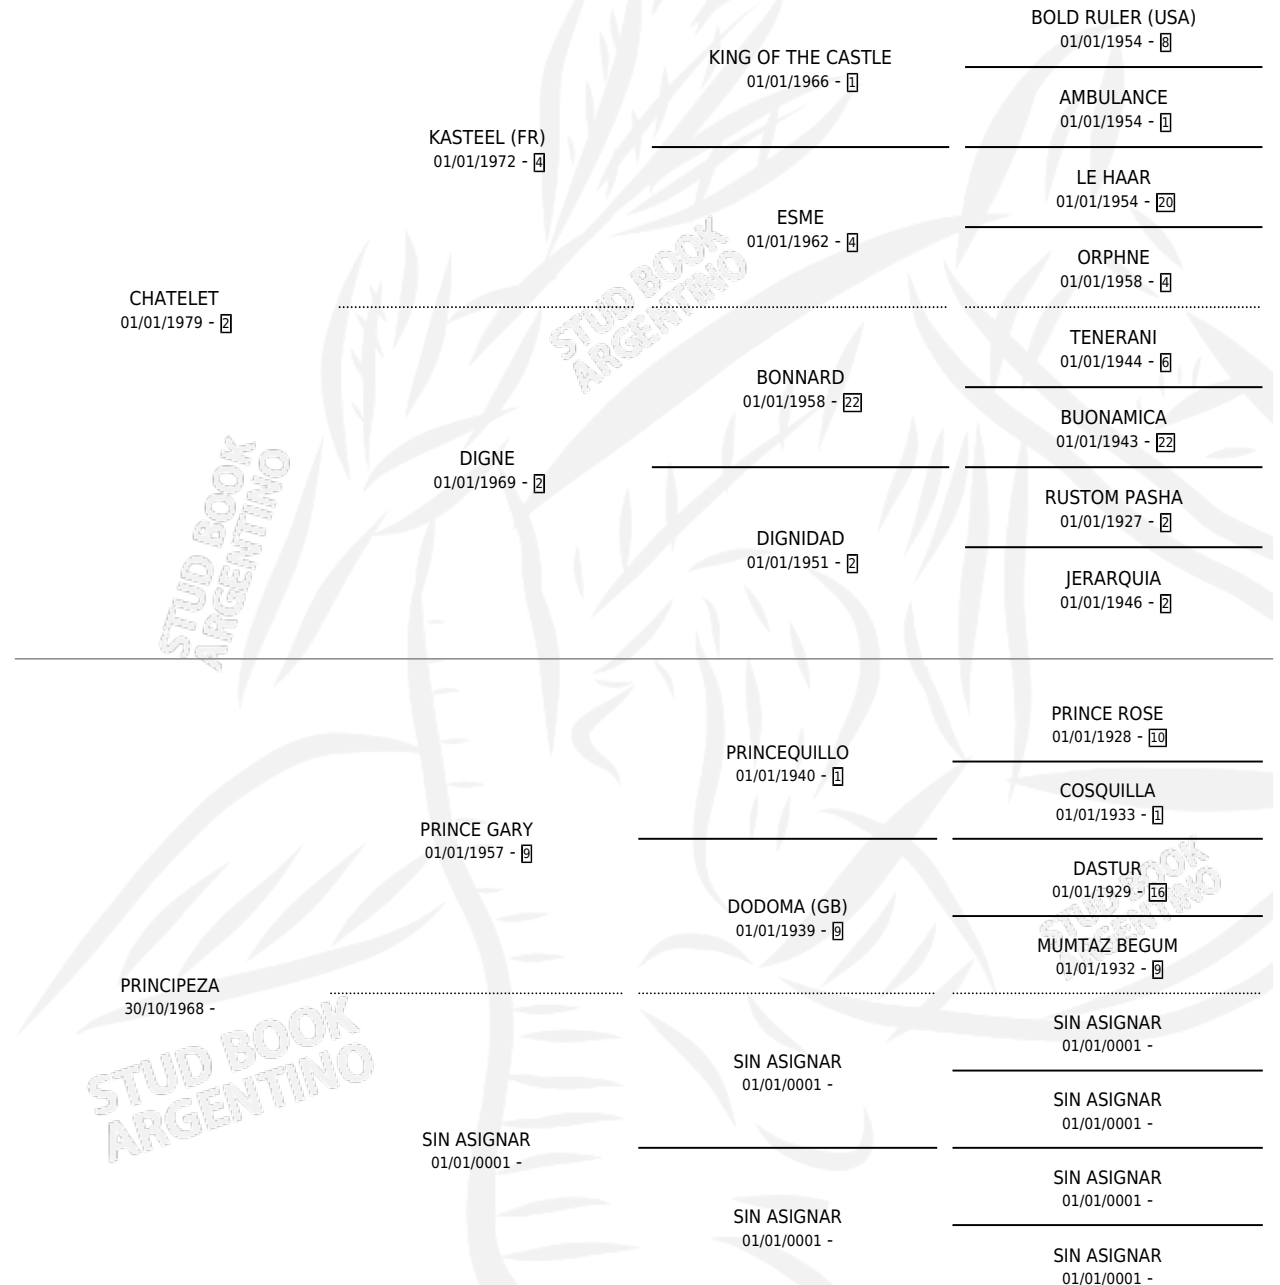 BOLD RULER (USA)
01/01/1954 - 8
KING OF THE CASTLE
01/01/1966 - 1
AMBULANCE
01/01/1954 - 1
KASTEEL (FR)
01/01/1972 - 4
LE HAAR
01/01/1954 - 20
ESME
01/01/1962 - 4
ORPHNE
01/01/1958 - 4
CHATELET
01/01/1979 - 2
STUD BOOK
ARGENTINO
TENERANI
01/01/1944 - 6
BONNARD
01/01/1958 - 22
BUONAMICA
01/01/1943 - 22
DIGNE
01/01/1969 - 2
RUSTOM PASHA
01/01/1927 - 2
DIGNIDAD
01/01/1951 - 2
JERARQUIA
01/01/1946 - 2
STUD BOOK
ARGENTINO
PRINCE ROSE
01/01/1928 - 10
PRINCEQUILLO
01/01/1940 - 1
COSQUILLA
01/01/1933 - 1
PRINCE GARY
01/01/1957 - 9
DASTUR
01/01/1929 - 16
DODOMA (GB)
01/01/1939 - 9
MUMTAZ BEGUM
01/01/1932 - 9
STUD BOOK
ARGENTINO
PRINCIPEZA
30/10/1968 -
SIN ASIGNAR
01/01/0001 -
SIN ASIGNAR
01/01/0001 -
SIN ASIGNAR
01/01/0001 -
STUD BOOK
ARGENTINO
SIN ASIGNAR
01/01/0001 -
SIN ASIGNAR
01/01/0001 -
SIN ASIGNAR
01/01/0001 -
SIN ASIGNAR
01/01/0001 -